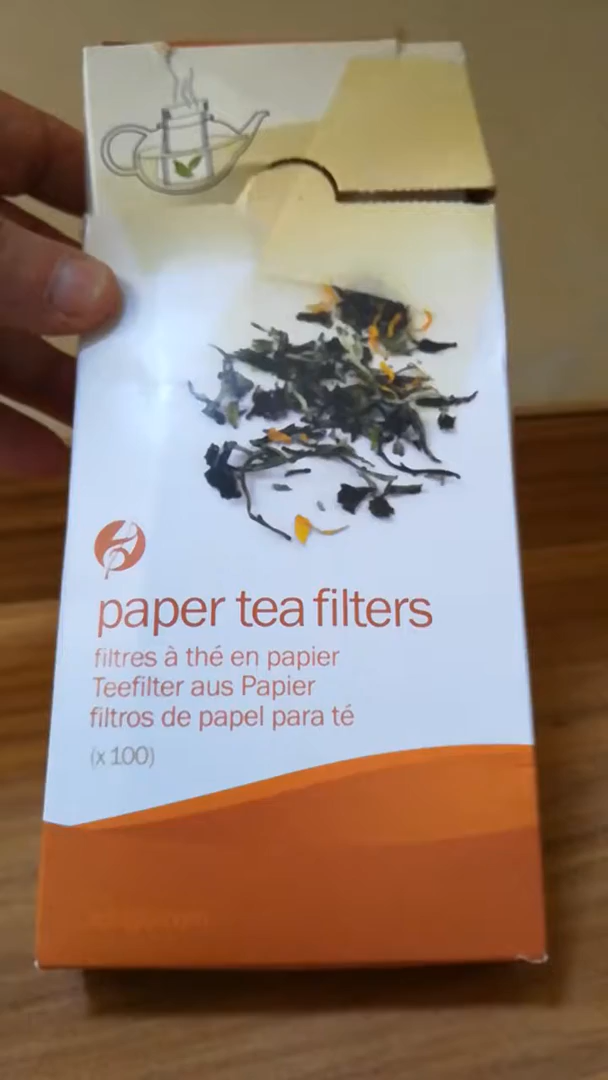 paper tea filters
filtres à thé en papier
Teefilter aus Papier
filtros de papel para té
(x 100)